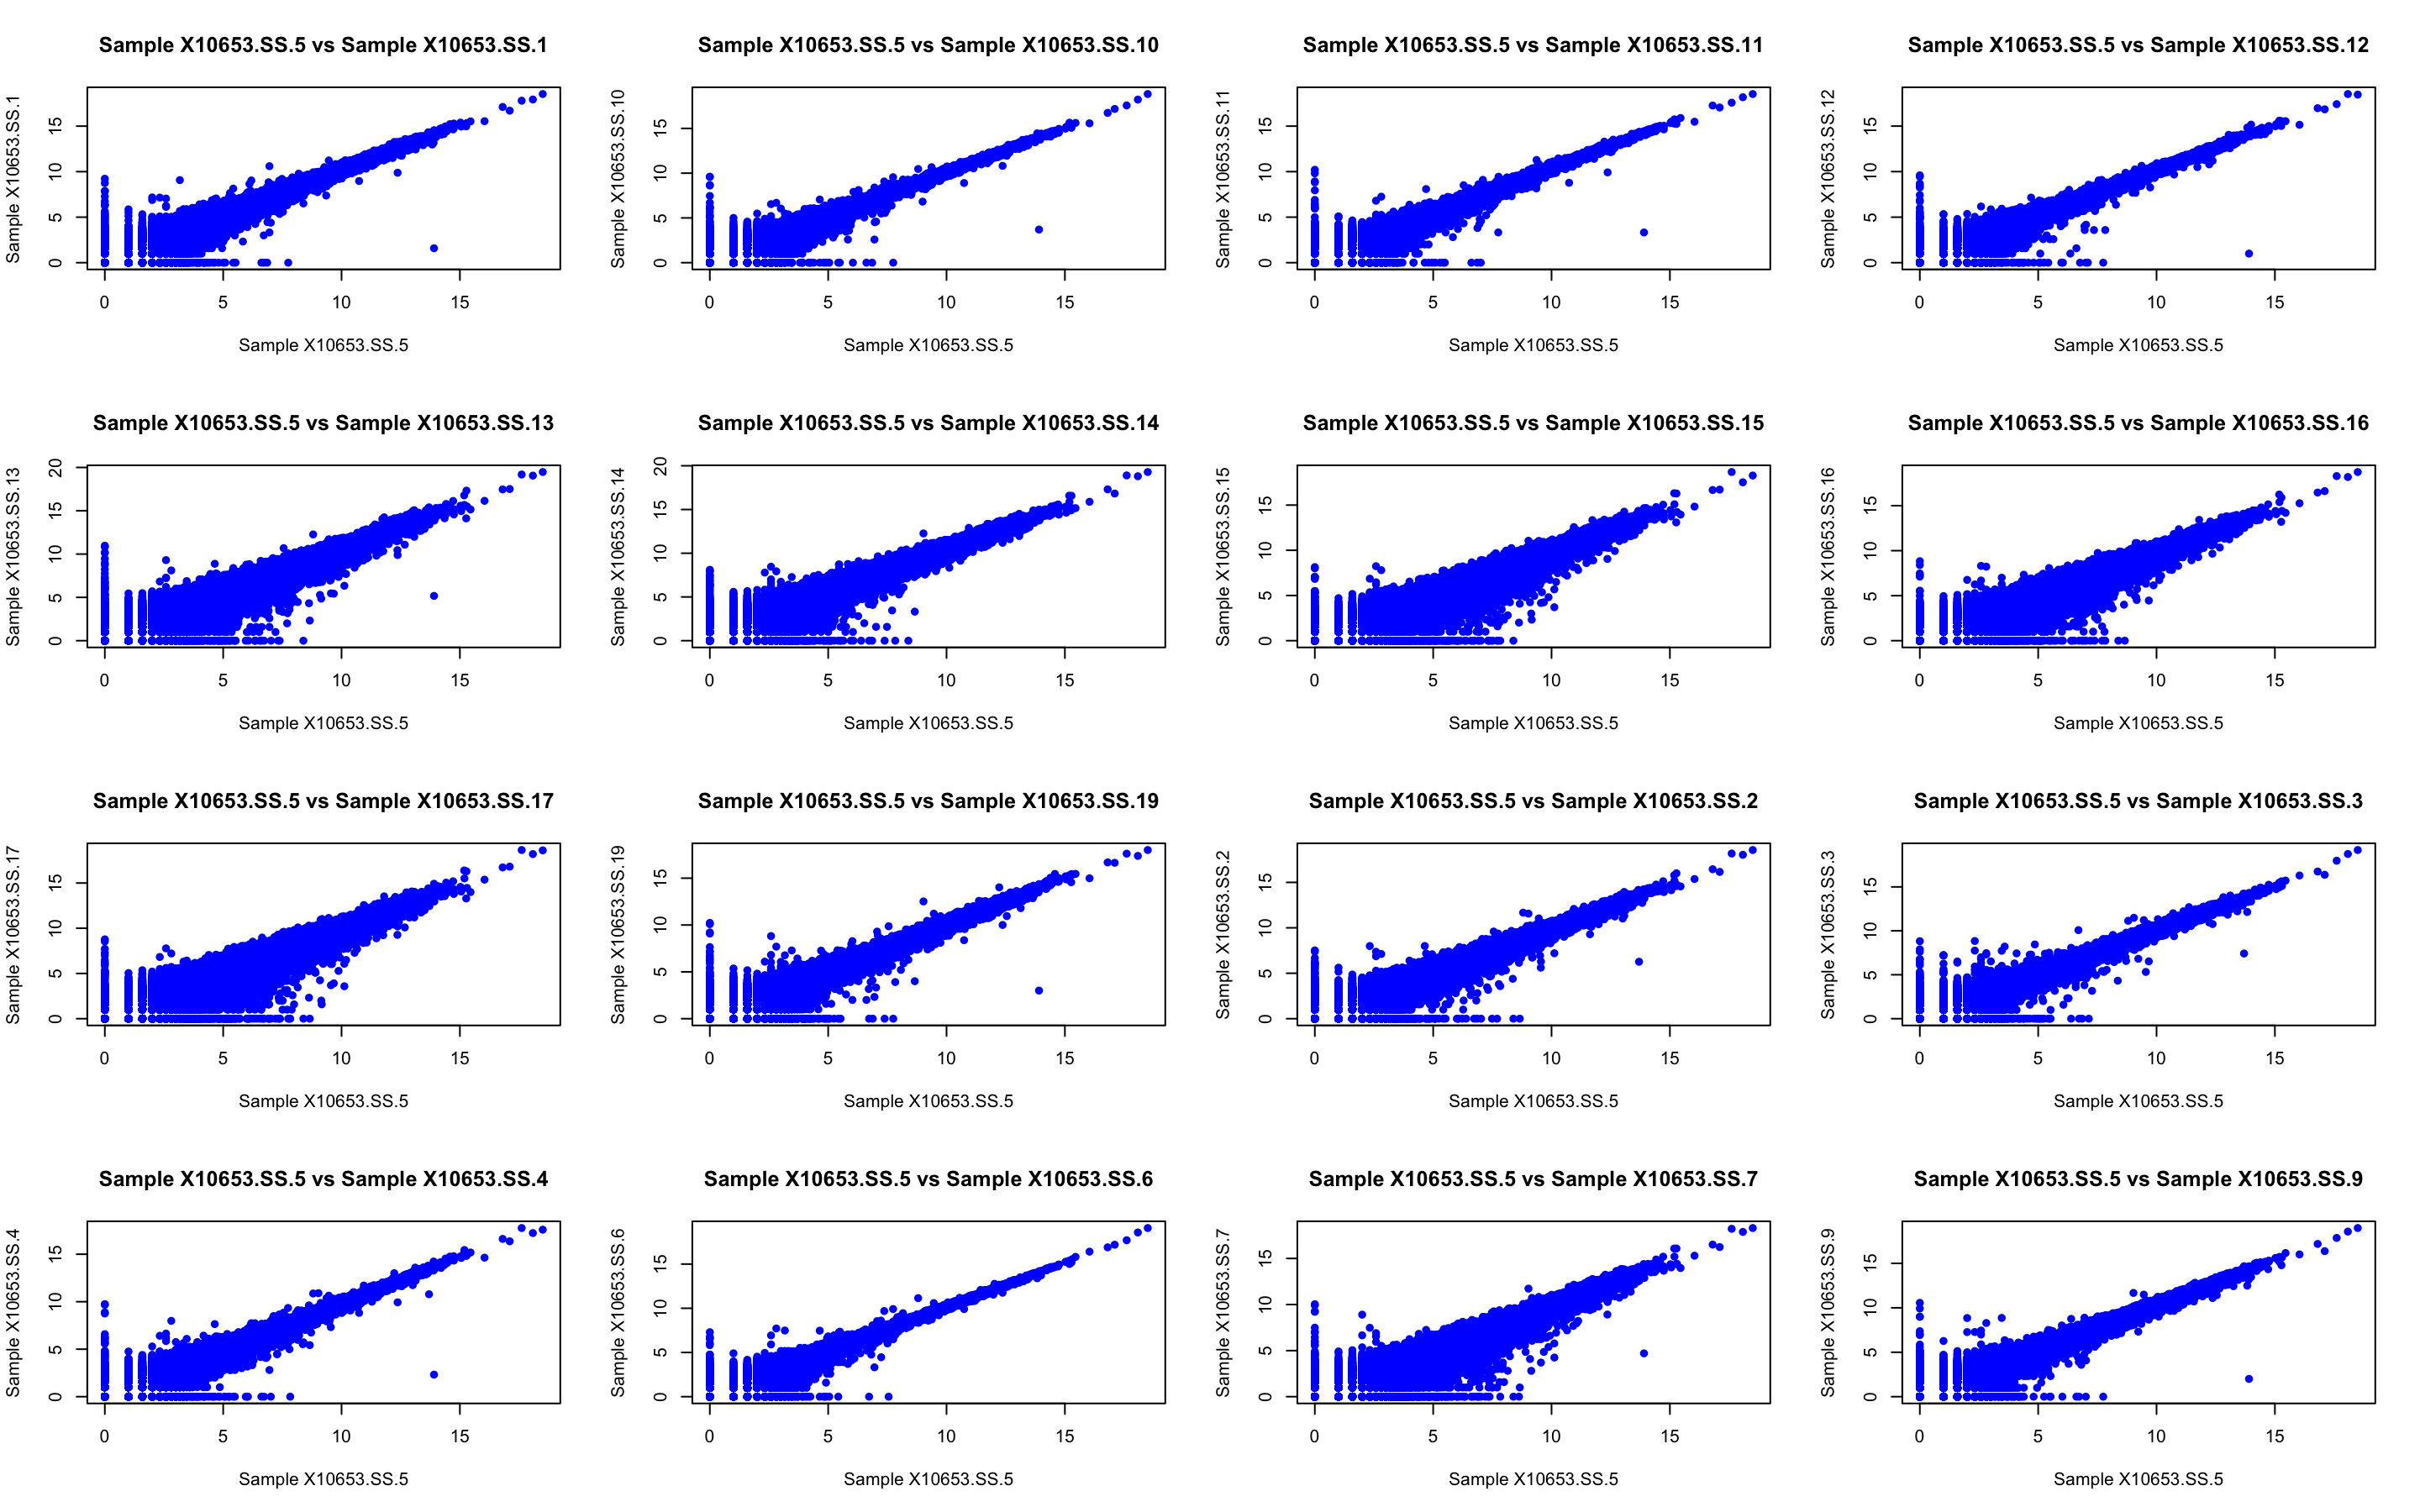 Sample X10653.SS.5 vs Sample X10653.SS.1
Sample X10653.SS.1
0 5 10 15
0 5 10 15
Sample X10653.SS.5
Sample X10653.SS.5 vs Sample X10653.SS.10
Sample X10653.SS.10
0 5 10 15
0 5 10 15
Sample X10653.SS.5
Sample X10653.SS.5 vs Sample X10653.SS.11
Sample X10653.SS.11
0 5 10 15
0 5 10 15
Sample X10653.SS.5
Sample X10653.SS.5 vs Sample X10653.SS.12
Sample X10653.SS.12
0 5 10 15
0 5 10 15
Sample X10653.SS.5
Sample X10653.SS.5 vs Sample X10653.SS.13
Sample X10653.SS.13
0 5 10 15 20
0 5 10 15
Sample X10653.SS.5
Sample X10653.SS.5 vs Sample X10653.SS.14
Sample X10653.SS.14
0 5 10 15 20
0 5 10 15
Sample X10653.SS.5
Sample X10653.SS.5 vs Sample X10653.SS.15
Sample X10653.SS.15
0 5 10 15
0 5 10 15
Sample X10653.SS.5
Sample X10653.SS.5 vs Sample X10653.SS.16
Sample X10653.SS.16
0 5 10 15
0 5 10 15
Sample X10653.SS.5
Sample X10653.SS.5 vs Sample X10653.SS.17
Sample X10653.SS.17
0 5 10 15
0 5 10 15
Sample X10653.SS.5
Sample X10653.SS.5 vs Sample X10653.SS.19
Sample X10653.SS.19
0 5 10 15
0 5 10 15
Sample X10653.SS.5
Sample X10653.SS.5 vs Sample X10653.SS.2
Sample X10653.SS.2
0 5 10 15
0 5 10 15
Sample X10653.SS.5
Sample X10653.SS.5 vs Sample X10653.SS.3
Sample X10653.SS.3
0 5 10 15
0 5 10 15
Sample X10653.SS.5
Sample X10653.SS.5 vs Sample X10653.SS.4
Sample X10653.SS.4
0 5 10 15
0 5 10 15
Sample X10653.SS.5
Sample X10653.SS.5 vs Sample X10653.SS.6
Sample X10653.SS.6
0 5 10 15
0 5 10 15
Sample X10653.SS.5
Sample X10653.SS.5 vs Sample X10653.SS.7
Sample X10653.SS.7
0 5 10 15
0 5 10 15
Sample X10653.SS.5
Sample X10653.SS.5 vs Sample X10653.SS.9
Sample X10653.SS.9
0 5 10 15
0 5 10 15
Sample X10653.SS.5